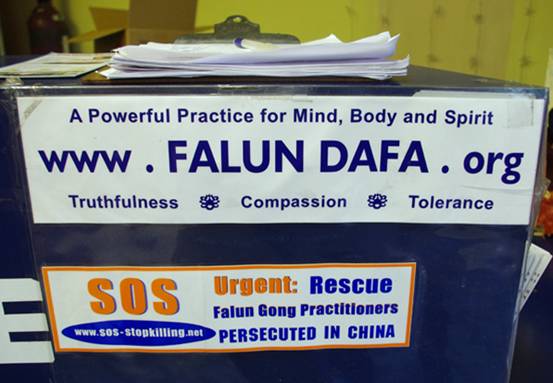 A Powerful Practice for Mind, Body and Spirit
www . FALUN DAFA . org
Truthfulness Compassion Tolerance
SOS
www.sos-stopkilling.net
Urgent: Rescue
Falun Gong Practitioners
PERSECUTED IN CHINA
E